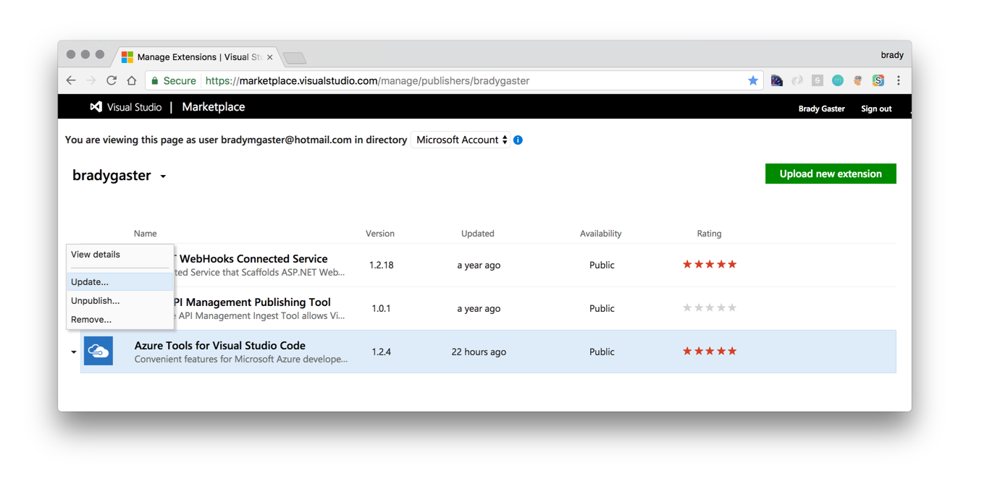 Manage Extensions | Visual St
brady
Secure https://marketplace.visualstudio.com/manage/publishers/bradygaster
S
m
S
Visual Studio | Marketplace
Brady Gaster Sign out
You are viewing this page as user bradymgaster@hotmail.com in directory Microsoft Account
bradygaster
Upload new extension
Name Version Updated Availability Rating
View details
Update...
Unpublish...
Remove...
WebHooks Connected Service 1.2.18 a year ago Public
ted Service that Scaffolds ASP.NET Web...
PI Management Publishing Tool 1.0.1 a year ago Public
API Management Ingest Tool allows Vi...
Azure Tools for Visual Studio Code 1.2.4 22 hours ago Public
Convenient features for Microsoft Azure develope...